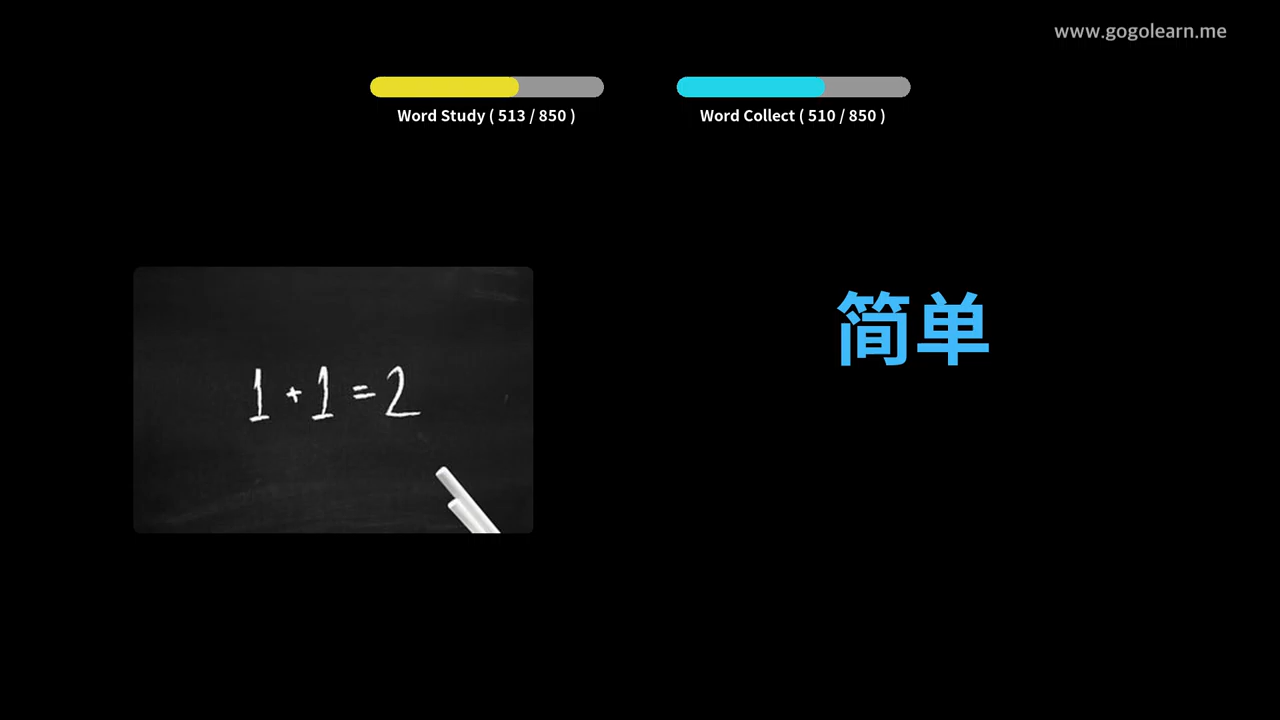 www.gogolearn.me
Word Study ( 513 / 850 )
Word Collect ( 510 / 850 )
1 + 1 = 2
简单